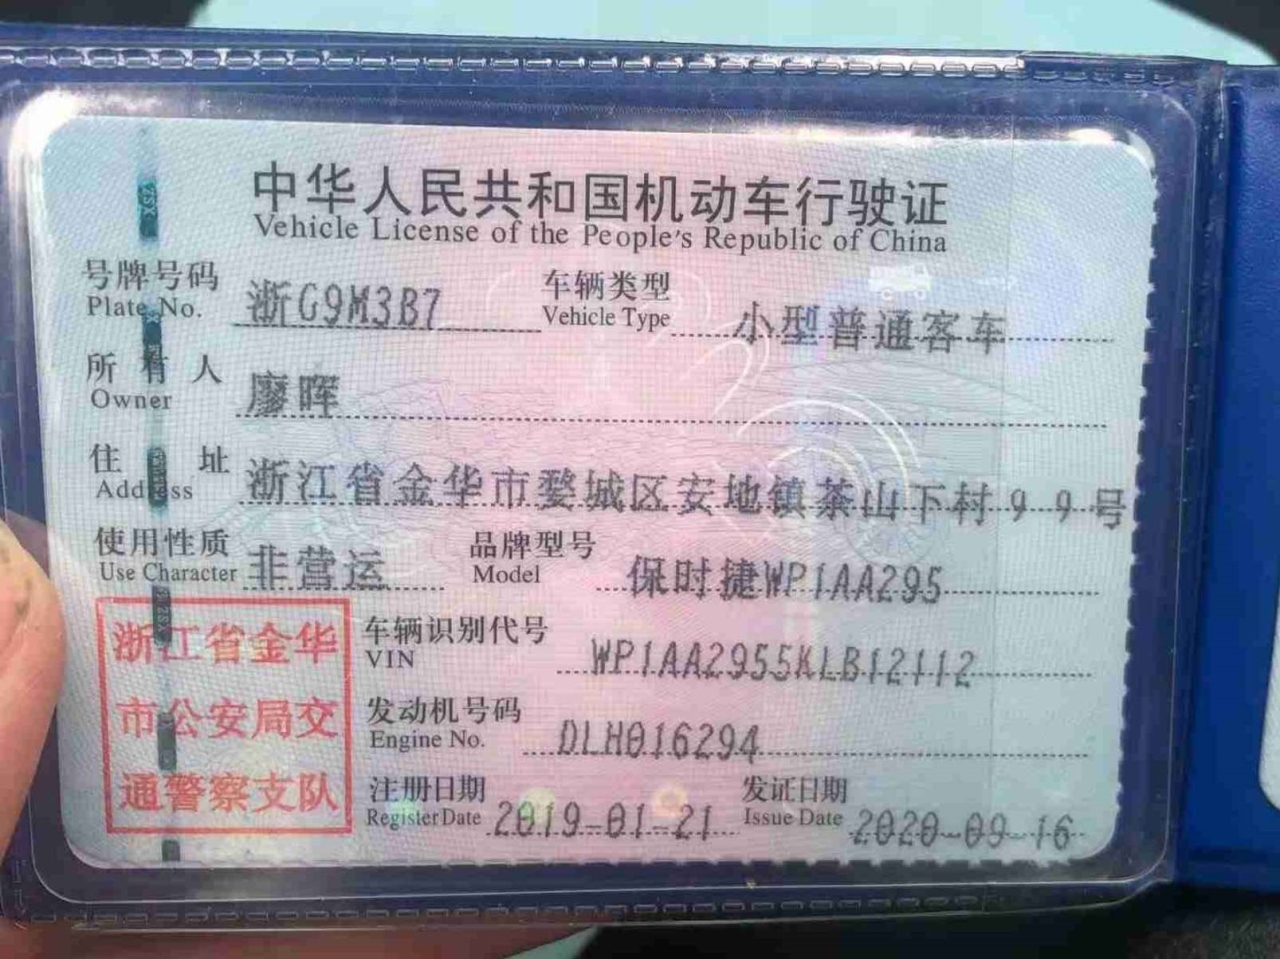 中华人民共和国机动车行驶证
Vehicle License of the People's Republic of China
号牌号码 浙G9M3B7 车辆类型 小型普通客车
Plate No. Vehicle Type
所有人 廖晖
Owner
住址 浙江省金华市婺城区安地镇茶山下村99号
Address
使用性质 非营运 品牌型号 保时捷WP1AA295
Use Character Model
浙江省金华
市公安局交
通警察支队
车辆识别代号 WP1AA2955KLB12112
VIN
发动机号码 DLH016294
Engine No.
注册日期 2019-01-21 发证日期 2020-09-16
Register Date Issue Date